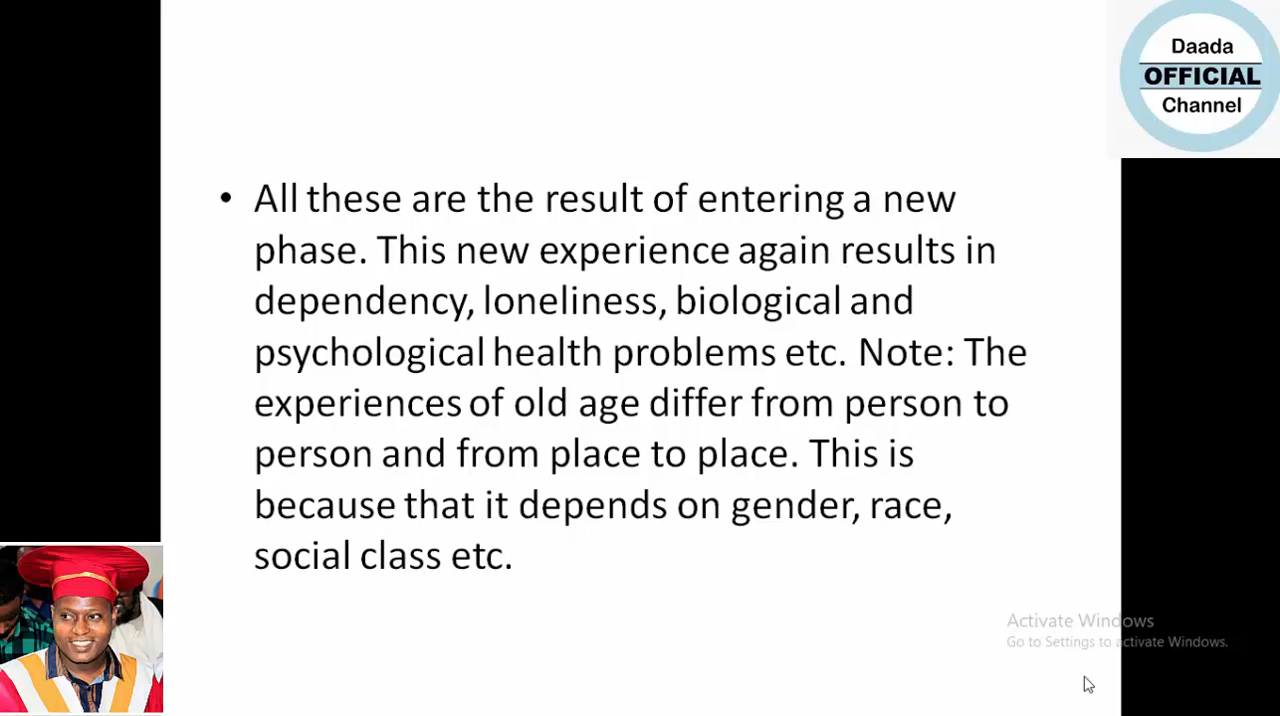 Daada
OFFICIAL
Channel
• All these are the result of entering a new
phase. This new experience again results in
dependency, loneliness, biological and
psychological health problems etc. Note: The
experiences of old age differ from person to
person and from place to place. This is
because that it depends on gender, race,
social class etc.
Activate Windows
Go to Settings to activate Windows.